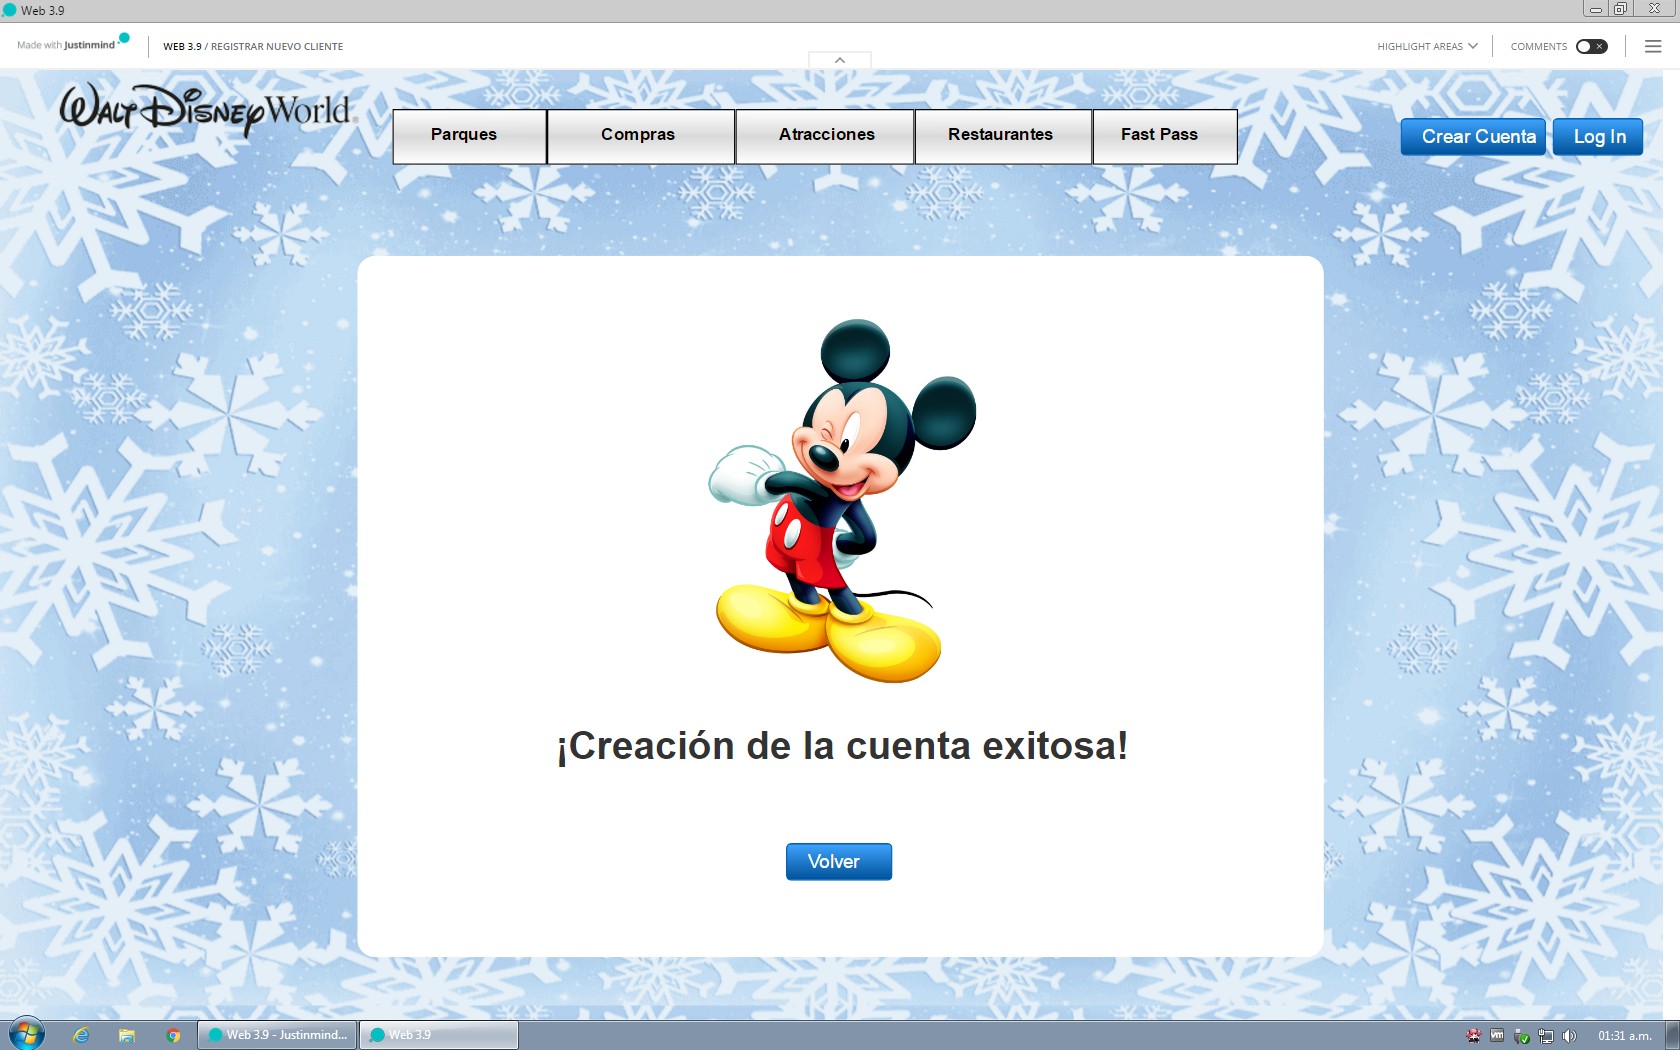 Web 3.9
Made with Justinmind
WEB 3.9 / REGISTRAR NUEVO CLIENTE
HIGHLIGHT AREAS
COMMENTS
Walt Disney World
Parques
Compras
Atracciones
Restaurantes
Fast Pass
Crear Cuenta
Log In
¡Creación de la cuenta exitosa!
Volver
Web 3.9 - Justinmind...
Web 3.9
vm
01:31 a.m.